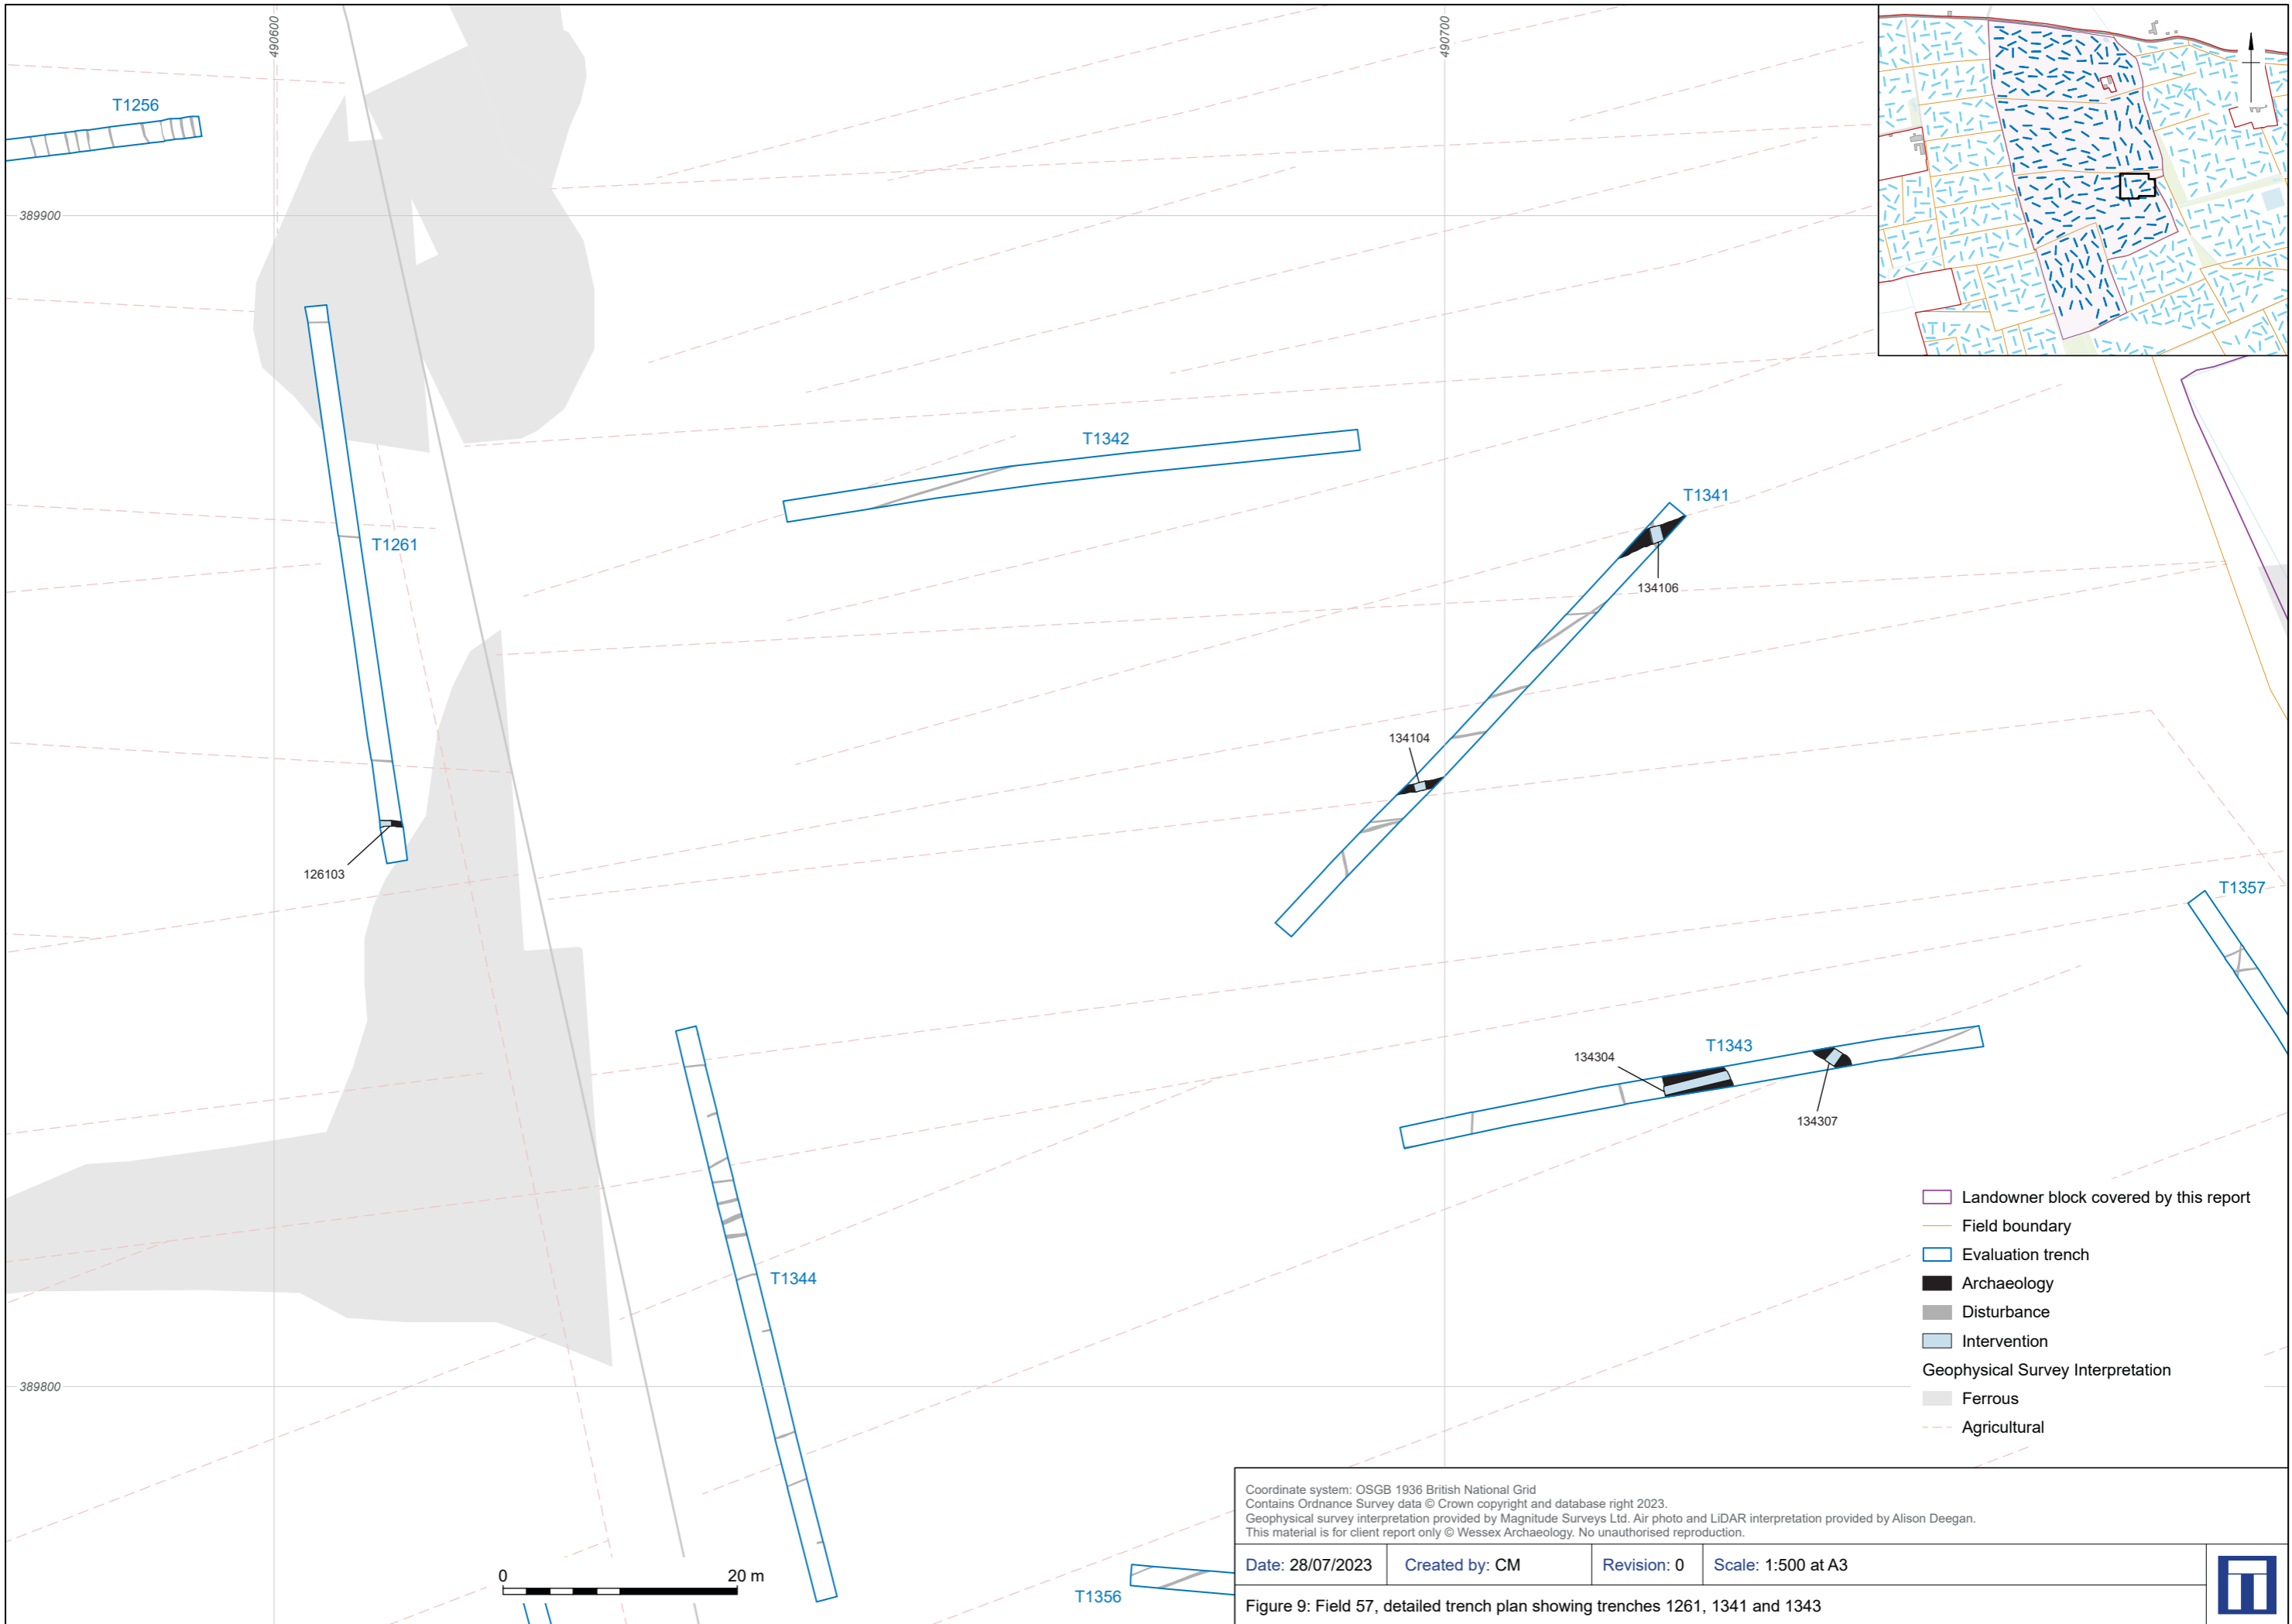 490600
490700
T1256
389900
T1342
T1341
T1261
134106
134104
126103
T1357
T1343
134304
134307
T1344
Landowner block covered by this report
Field boundary
Evaluation trench
Archaeology
Disturbance
Intervention
Geophysical Survey Interpretation
Ferrous
Agricultural
389800
0 20 m
T1356
Coordinate system: OSGB 1936 British National Grid
Contains Ordnance Survey data © Crown copyright and database right 2023.
Geophysical survey interpretation provided by Magnitude Surveys Ltd. Air photo and LiDAR interpretation provided by Alison Deegan.
This material is for client report only © Wessex Archaeology. No unauthorised reproduction.
Date: 28/07/2023 Created by: CM Revision: 0 Scale: 1:500 at A3
Figure 9: Field 57, detailed trench plan showing trenches 1261, 1341 and 1343